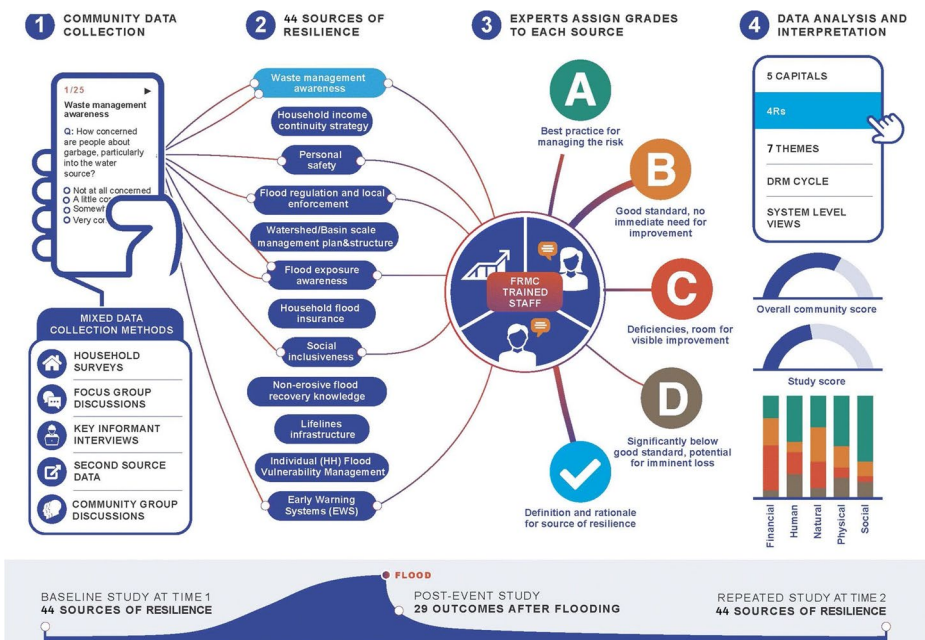 1 COMMUNITY DATA
COLLECTION
2 44 SOURCES OF
RESILIENCE
3 EXPERTS ASSIGN GRADES
TO EACH SOURCE
4 DATA ANALYSIS AND
INTERPRETATION
1/25
Waste management
awareness
Q: How concerned
are people about
garbage, particularly
into the water
source?
Not at all concerned
A little co
Somewh
Very con
MIXED DATA
COLLECTION METHODS
HOUSEHOLD
SURVEYS
FOCUS GROUP
DISCUSSIONS
KEY INFORMANT
INTERVIEWS
SECOND SOURCE
DATA
COMMUNITY GROUP
DISCUSSIONS
Waste management
awareness
Household income
continuity strategy
Personal
safety
Flood regulation and local
enforcement
Watershed/Basin scale
management plan&structure
Flood exposure
awareness
Household flood
insurance
Social
inclusiveness
Non-erosive flood
recovery knowledge
Lifelines
infrastructure
Individual (HH) Flood
Vulnerability Management
Early Warning
Systems (EWS)
FRMC
TRAINED
STAFF
A
Best practice for
managing the risk
B
Good standard, no
immediate need for
improvement
C
Deficiencies, room for
visible improvement
D
Significantly below
good standard, potential
for imminent loss
Definition and rationale
for source of resilience
5 CAPITALS
4Rs
7 THEMES
DRM CYCLE
SYSTEM LEVEL
VIEWS
Overall community score
Study score
Financial
Human
Natural
Physical
Social
FLOOD
BASELINE STUDY AT TIME 1
44 SOURCES OF RESILIENCE
POST-EVENT STUDY
29 OUTCOMES AFTER FLOODING
REPEATED STUDY AT TIME 2
44 SOURCES OF RESILIENCE